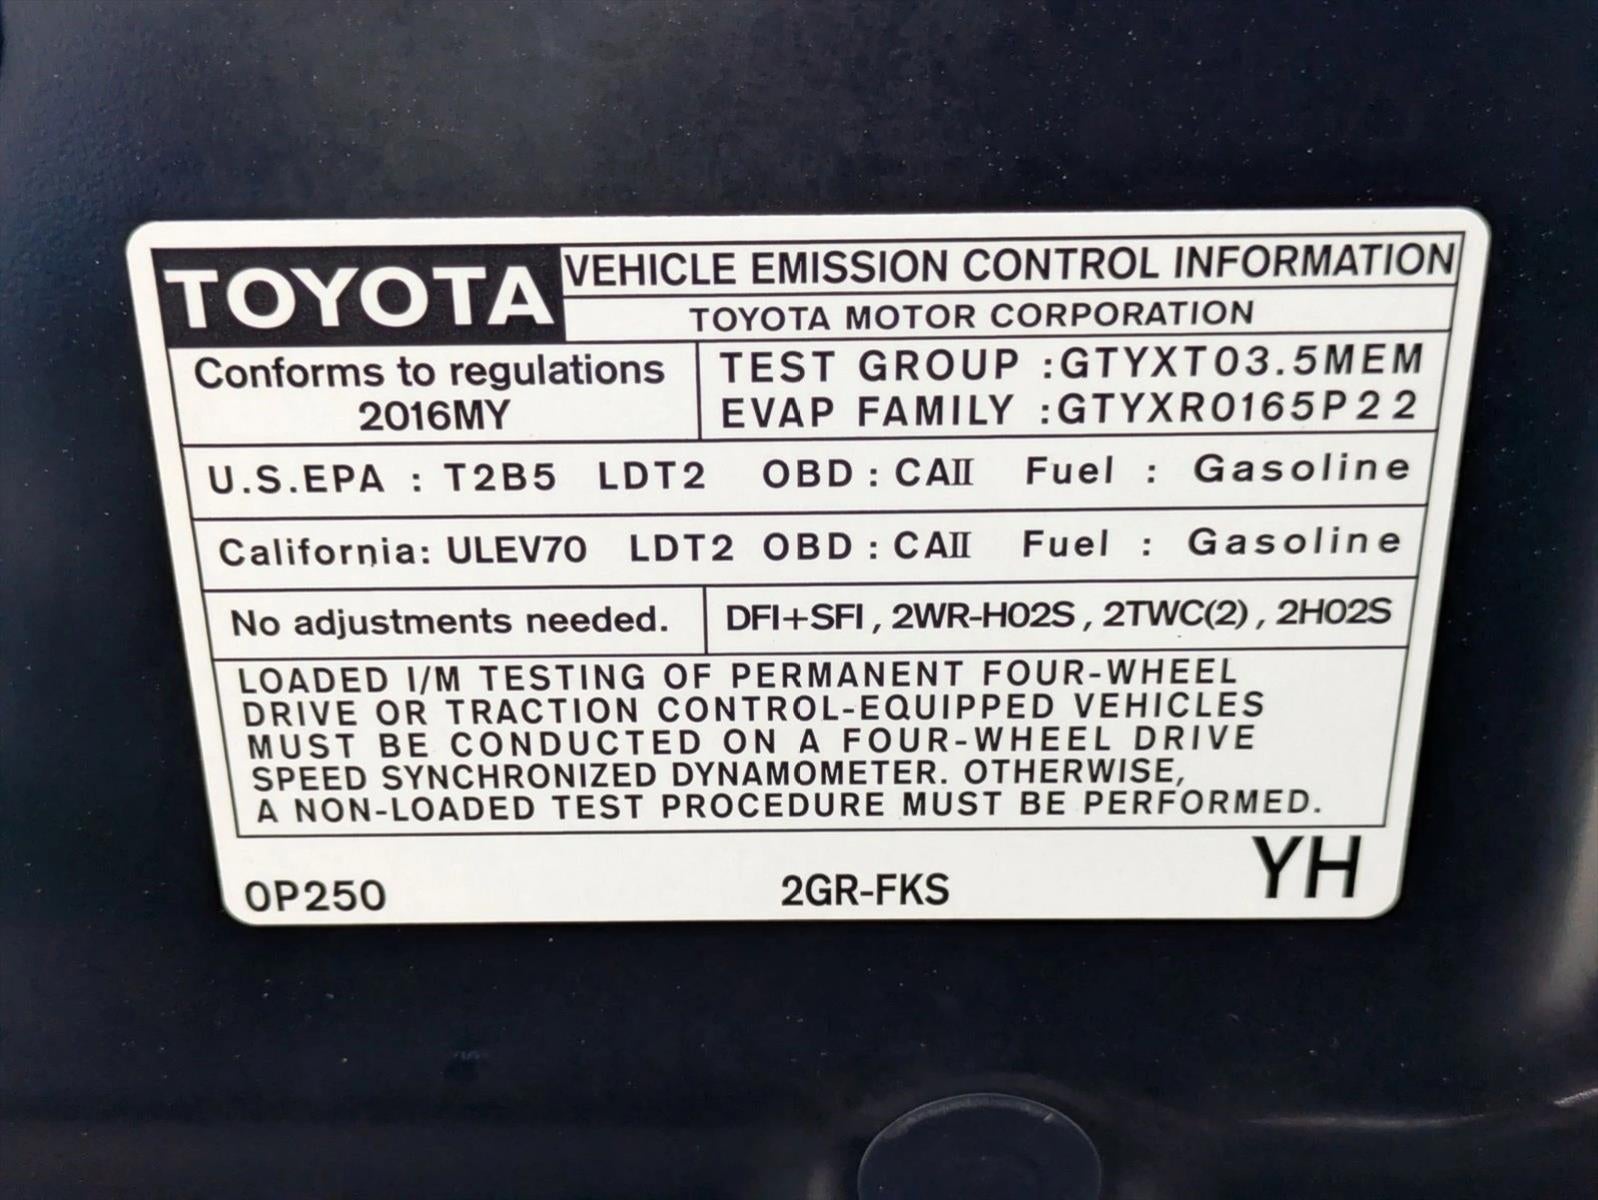 TOYOTA
VEHICLE EMISSION CONTROL INFORMATION
TOYOTA MOTOR CORPORATION
Conforms to regulations
2016MY
TEST GROUP :GTYXT03.5MEM
EVAP FAMILY :GTYXR0165P22
U.S.EPA : T2B5 LDT2 OBD : CAII Fuel : Gasoline
California: ULEV70 LDT2 OBD : CAII Fuel : Gasoline
No adjustments needed.
DFI+SFI, 2WR-HO2S, 2TWC(2), 2HO2S
LOADED I/M TESTING OF PERMANENT FOUR-WHEEL
DRIVE OR TRACTION CONTROL-EQUIPPED VEHICLES
MUST BE CONDUCTED ON A FOUR-WHEEL DRIVE
SPEED SYNCHRONIZED DYNAMOMETER. OTHERWISE,
A NON-LOADED TEST PROCEDURE MUST BE PERFORMED.
0P250
2GR-FKS
YH